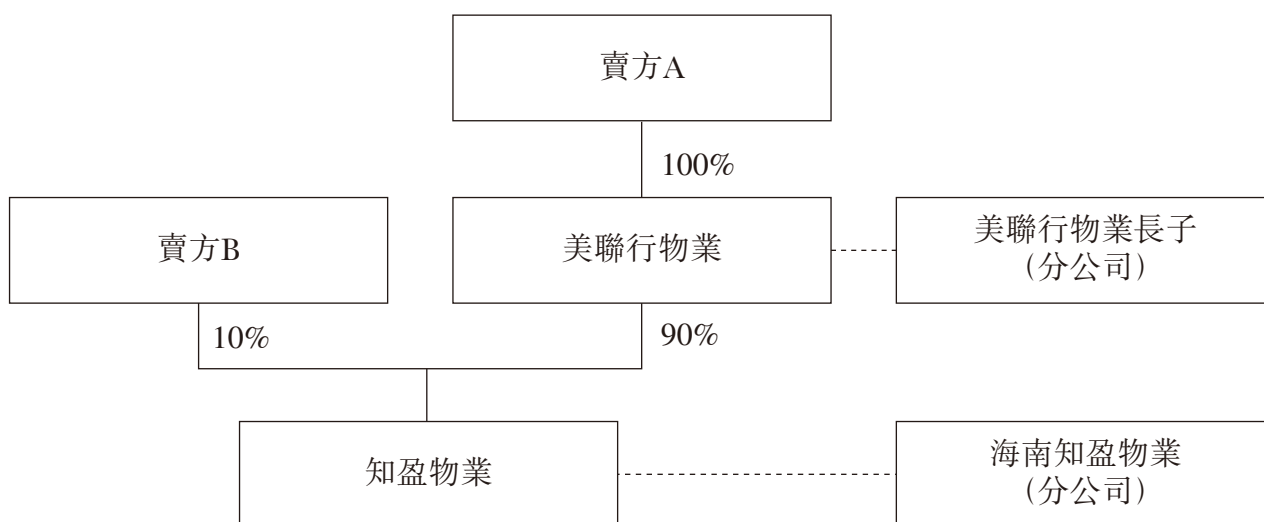 賣方A
100%
賣方B
美聯行物業
美聯行物業長子
（分公司）
10%
90%
知盈物業
海南知盈物業
（分公司）